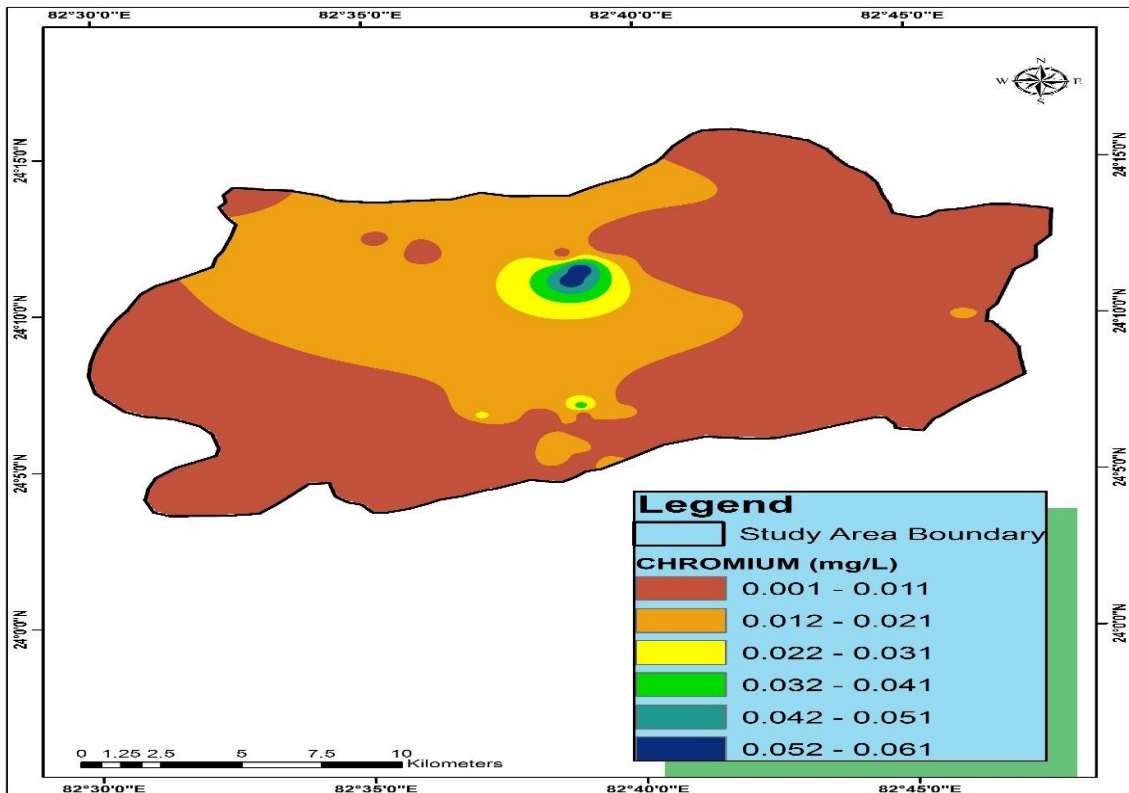 82°30'0"E 82°35'0"E 82°40'0"E 82°45'0"E
N
W E
S
24°15'0"N 24°15'0"N
24°10'0"N 24°10'0"N
24°5'0"N 24°5'0"N
24°0'0"N 24°0'0"N
Legend
Study Area Boundary
CHROMIUM (mg/L)
0.001 - 0.011
0.012 - 0.021
0.022 - 0.031
0.032 - 0.041
0.042 - 0.051
0.052 - 0.061
0 1.25 2.5 5 7.5 10
Kilometers
82°30'0"E 82°35'0"E 82°40'0"E 82°45'0"E